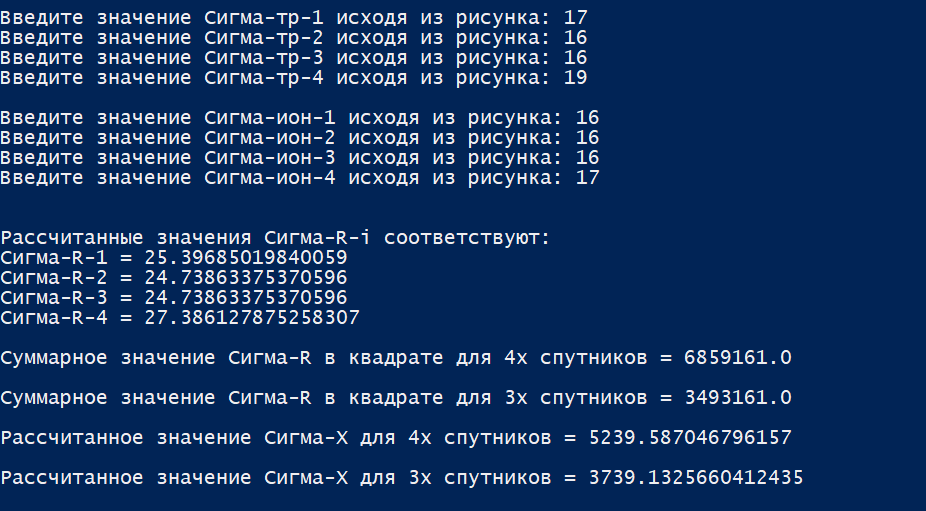 Введите значение Сигма-тр-1 исходя из рисунка: 17
Введите значение Сигма-тр-2 исходя из рисунка: 16
Введите значение Сигма-тр-3 исходя из рисунка: 16
Введите значение Сигма-тр-4 исходя из рисунка: 19
Введите значение Сигма-ион-1 исходя из рисунка: 16
Введите значение Сигма-ион-2 исходя из рисунка: 16
Введите значение Сигма-ион-3 исходя из рисунка: 16
Введите значение Сигма-ион-4 исходя из рисунка: 17
Рассчитанные значения Сигма-R-i соответствуют:
Сигма-R-1 = 25.39685019840059
Сигма-R-2 = 24.73863375370596
Сигма-R-3 = 24.73863375370596
Сигма-R-4 = 27.386127875258307
Суммарное значение Сигма-R в квадрате для 4х спутников = 6859161.0
Суммарное значение Сигма-R в квадрате для 3х спутников = 3493161.0
Рассчитанное значение Сигма-X для 4х спутников = 5239.587046796157
Рассчитанное значение Сигма-X для 3х спутников = 3739.1325660412435